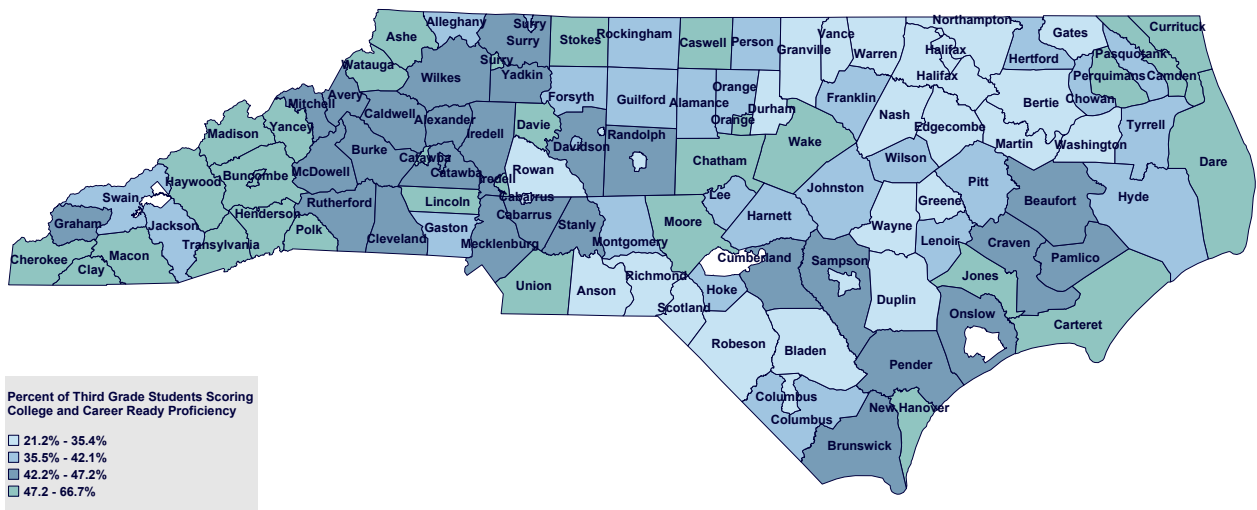 Alleghany
Surry
Northampton
Ashe
Surry
Stokes
Rockingham
Caswell
Person
Granville
Vance
Warren
Halifax
Gates
Currituck
Hertford
Pasquotank
Watauga
Wilkes
Surry
Yadkin
Halifax
Perquimans
Camden
Mitchell
Avery
Forsyth
Guilford
Alamance
Orange
Durham
Franklin
Bertie
Chowan
Caldwell
Alexander
Iredell
Davie
Orange
Nash
Edgecombe
Tyrrell
Madison
Yancey
Davidson
Randolph
Wake
Martin
Washington
Burke
Catawba
Chatham
Wilson
Dare
Haywood
Buncombe
McDowell
Catawba
Iredell
Rowan
Johnston
Pitt
Swain
Rutherford
Lincoln
Cabarrus
Lee
Greene
Beaufort
Hyde
Graham
Jackson
Henderson
Polk
Cleveland
Gaston
Cabarrus
Stanly
Moore
Harnett
Wayne
Lenoir
Craven
Transylvania
Mecklenburg
Montgomery
Cherokee
Clay
Macon
Cumberland
Sampson
Pamlico
Union
Anson
Richmond
Hoke
Duplin
Jones
Scotland
Onslow
Carteret
Robeson
Bladen
Pender
Columbus
New Hanover
Columbus
Brunswick
Percent of Third Grade Students Scoring
College and Career Ready Proficiency
21.2% - 35.4%
35.5% - 42.1%
42.2% - 47.2%
47.2 - 66.7%